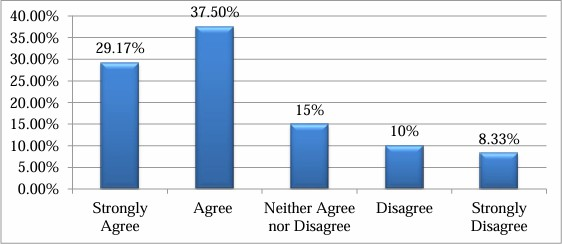 40.00%
35.00%
30.00%
25.00%
20.00%
15.00%
10.00%
5.00%
0.00%
29.17%
37.50%
15%
10%
8.33%
Strongly
Agree
Agree
Neither Agree
nor Disagree
Disagree
Strongly
Disagree